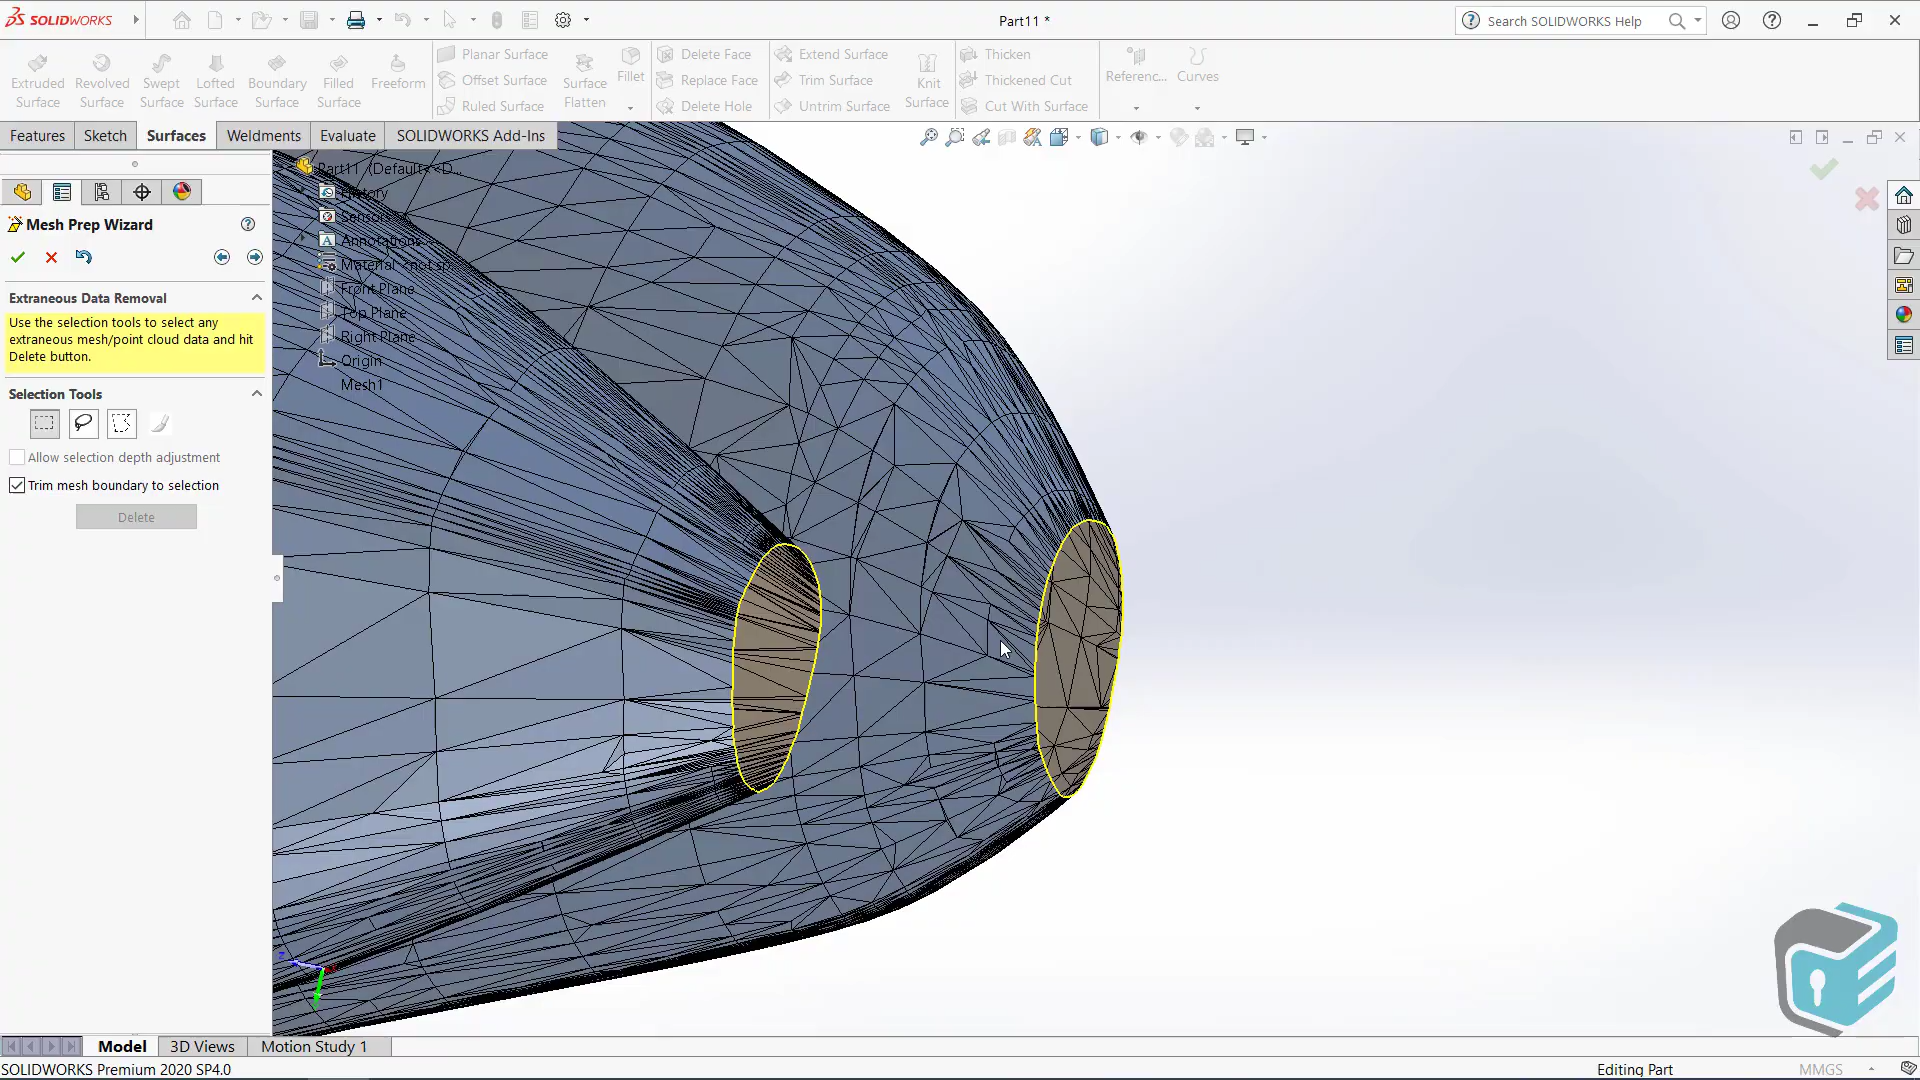 SOLIDWORKS
Part11 *
Search SOLIDWORKS Help
Extruded
Surface
Revolved
Surface
Swept
Surface
Lofted
Surface
Boundary
Surface
Filled
Surface
Freeform
Planar Surface
Offset Surface
Ruled Surface
Surface
Flatten
Fillet
Delete Face
Replace Face
Delete Hole
Extend Surface
Trim Surface
Untrim Surface
Knit
Surface
Thicken
Thickened Cut
Cut With Surface
Referenc...
Curves
Features
Sketch
Surfaces
Weldments
Evaluate
SOLIDWORKS Add-Ins
Part11 (Default<<D...
History
Sensors
Annotations
Material <not sp...
Front Plane
Top Plane
Right Plane
Origin
Mesh1
Mesh Prep Wizard
Extraneous Data Removal
Use the selection tools to select any
extraneous mesh/point cloud data and hit
Delete button.
Selection Tools
Allow selection depth adjustment
Trim mesh boundary to selection
Delete
Model
3D Views
Motion Study 1
SOLIDWORKS Premium 2020 SP4.0
Editing Part
MMGS